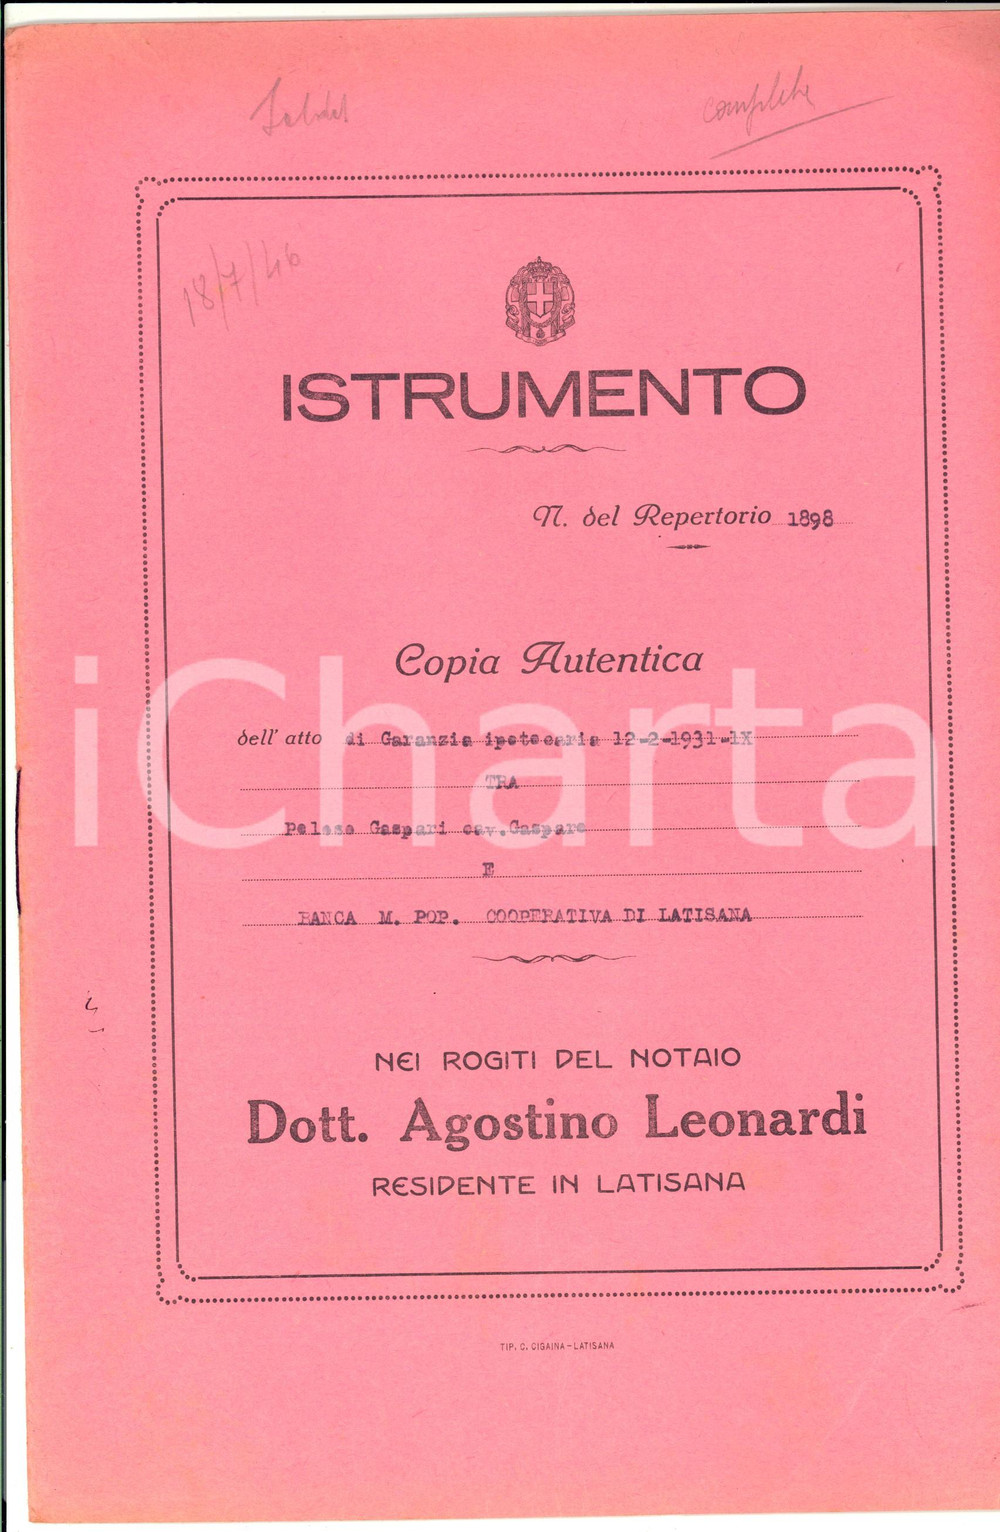 18/7/46
ISTRUMENTO
N. del Repertorio 1898
Copia Autentica
dell' atto di Garanzia ipotecaria 12-2-1931-IX
TRA
Peloso Gaspari cav. Gaspare
E
BANCA M. POP. COOPERATIVA DI LATISANA
NEI ROGITI DEL NOTAIO
Dott. Agostino Leonardi
RESIDENTE IN LATISANA
TIP. C. CIGAINA - LATISANA
iCharta